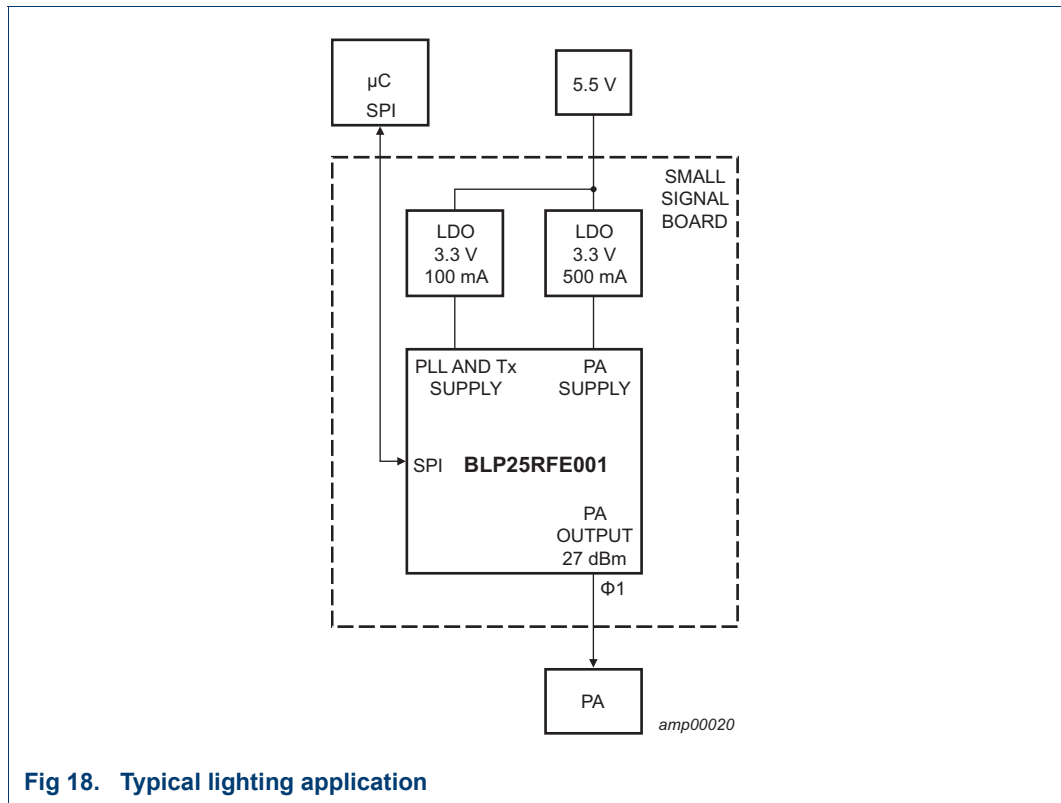 µC
SPI
5.5 V
SMALL
SIGNAL
BOARD
LDO
3.3 V
100 mA
LDO
3.3 V
500 mA
PLL AND Tx
SUPPLY
PA
SUPPLY
SPI
BLP25RFE001
PA
OUTPUT
27 dBm
Φ1
PA
amp00020
Fig 18. Typical lighting application